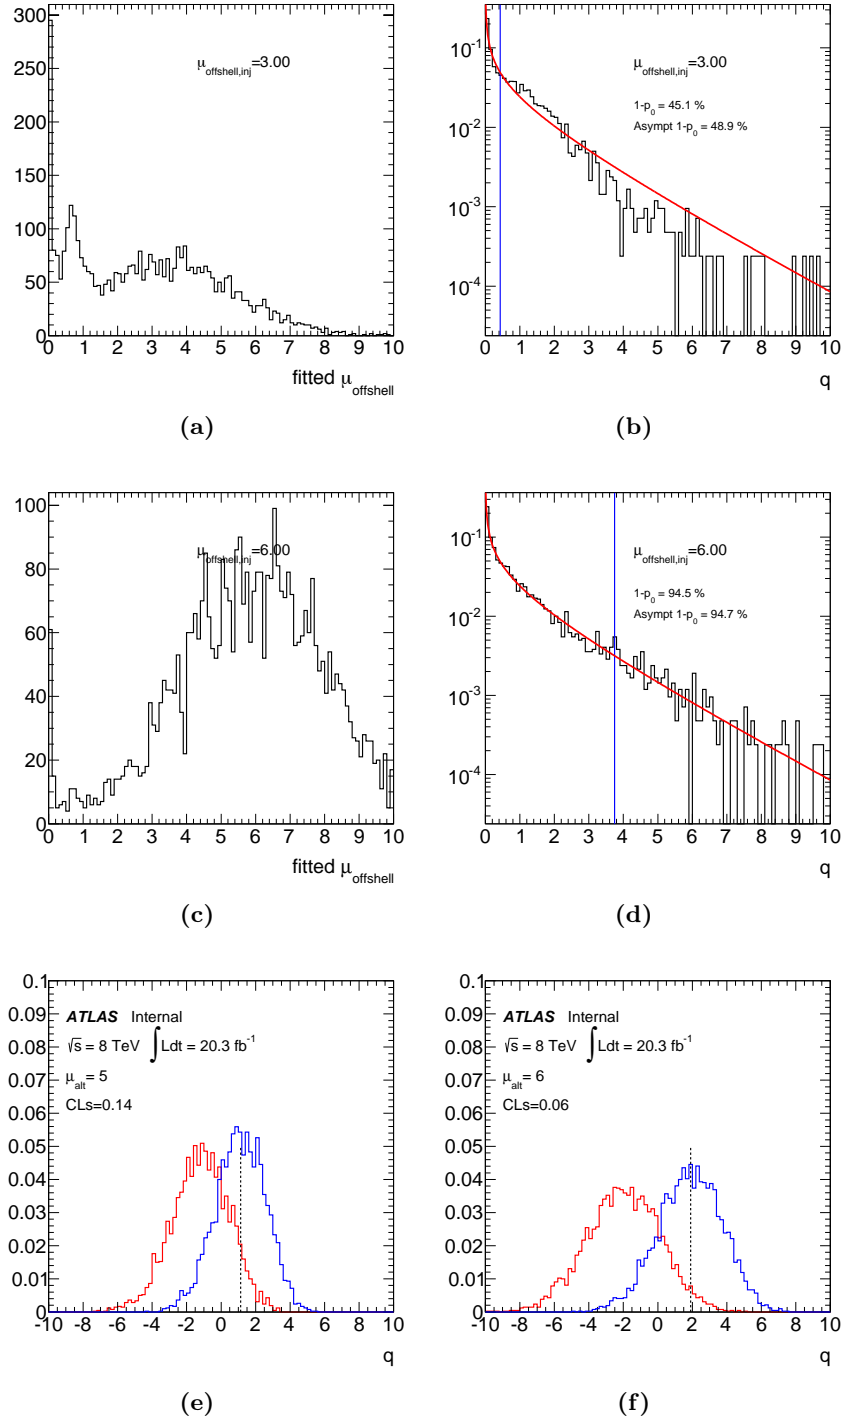 300
250
200
150
100
50
0
μoffshell,inj=3.00
0 1 2 3 4 5 6 7 8 9 10
fitted μoffshell
(a)
10-1
10-2
10-3
10-4
μoffshell,inj=3.00
1-p0 = 45.1 %
Asympt 1-p0 = 48.9 %
0 1 2 3 4 5 6 7 8 9 10
q
(b)
100
80
60
40
20
0
μoffshell,inj=6.00
0 1 2 3 4 5 6 7 8 9 10
fitted μoffshell
(c)
10-1
10-2
10-3
10-4
μoffshell,inj=6.00
1-p0 = 94.5 %
Asympt 1-p0 = 94.7 %
0 1 2 3 4 5 6 7 8 9 10
q
(d)
0.1
0.09
0.08
0.07
0.06
0.05
0.04
0.03
0.02
0.01
0
ATLAS Internal
√s = 8 TeV ∫Ldt = 20.3 fb-1
μalt= 5
CLs=0.14
-10 -8 -6 -4 -2 0 2 4 6 8 10
q
(e)
0.1
0.09
0.08
0.07
0.06
0.05
0.04
0.03
0.02
0.01
0
ATLAS Internal
√s = 8 TeV ∫Ldt = 20.3 fb-1
μalt= 6
CLs=0.06
-10 -8 -6 -4 -2 0 2 4 6 8 10
q
(f)